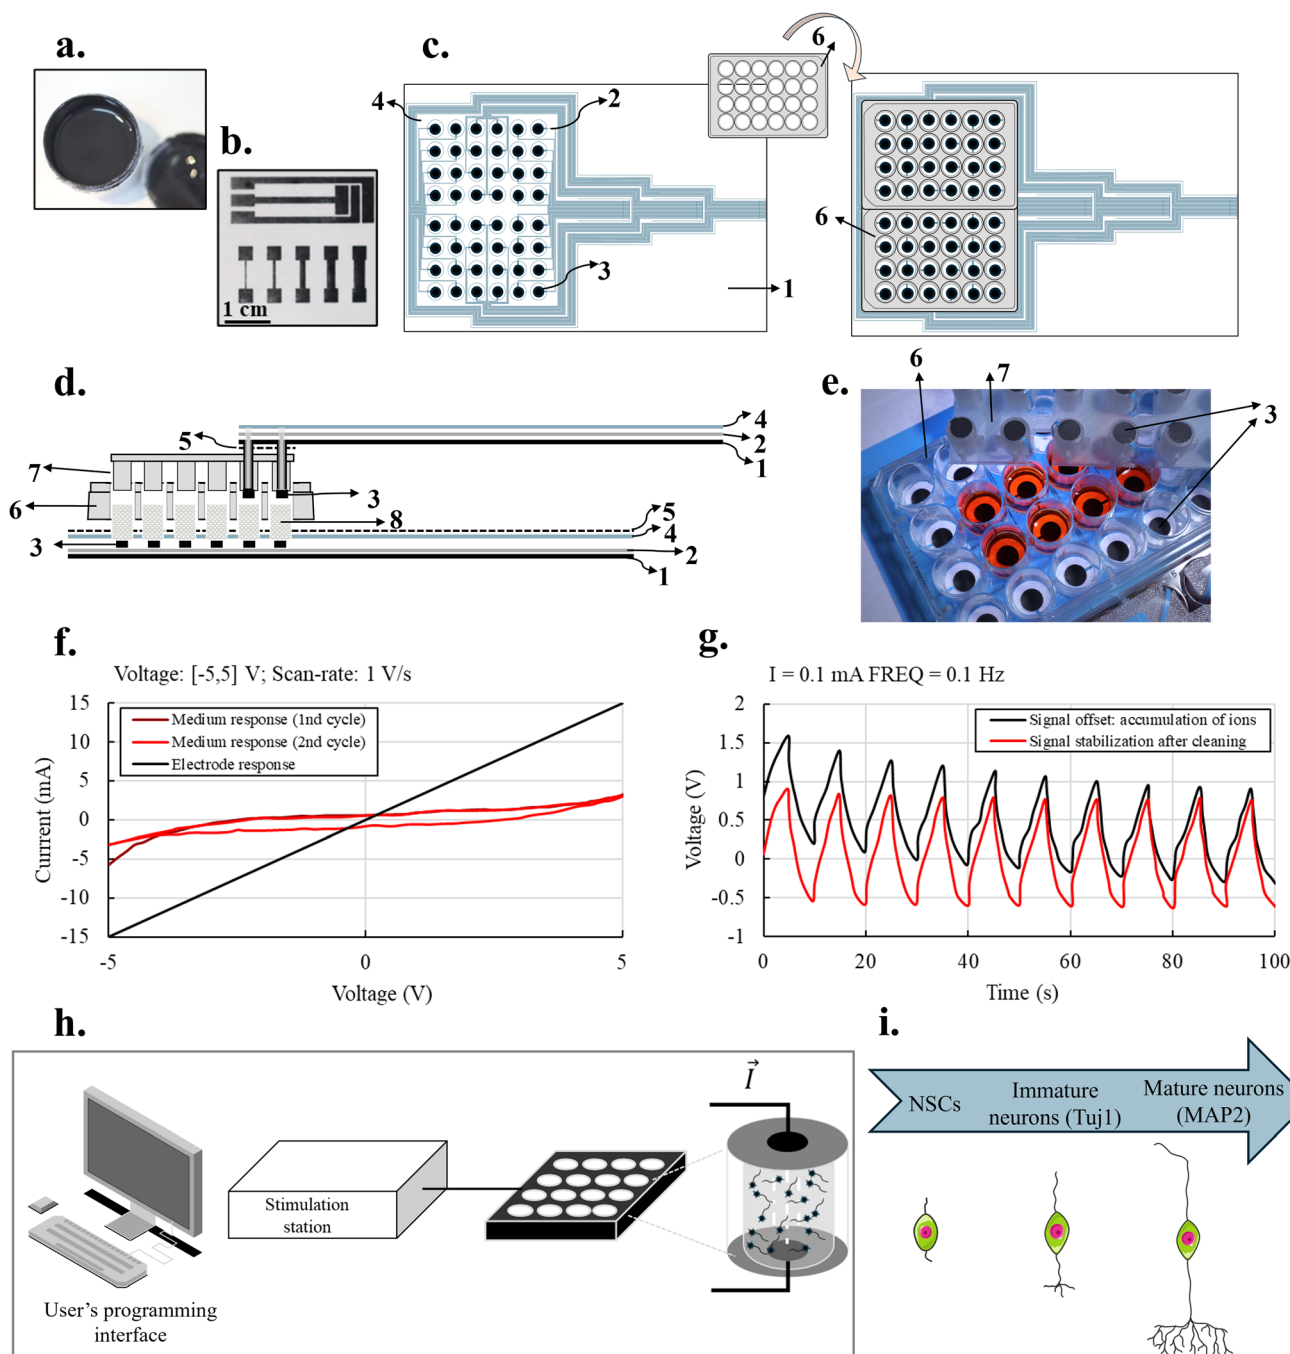 a.
b.
1 cm
c.
6
4
2
3
1
6
d.
4
5
2
7
1
3
6
8
5
4
3
2
1
e.
6
7
3
f.
Voltage: [-5,5] V; Scan-rate: 1 V/s
15
Medium response (1nd cycle)
Medium response (2nd cycle)
Electrode response
10
5
0
-5
-10
-15
Currrent (mA)
-5
0
5
Voltage (V)
g.
I = 0.1 mA FREQ = 0.1 Hz
2
Signal offset: accumulation of ions
Signal stabilization after cleaning
1.5
1
0.5
0
-0.5
-1
Voltage (V)
0
20
40
60
80
100
Time (s)
h.
User's programming
interface
Stimulation
station
I
i.
NSCs
Immature
neurons (Tuj1)
Mature neurons
(MAP2)